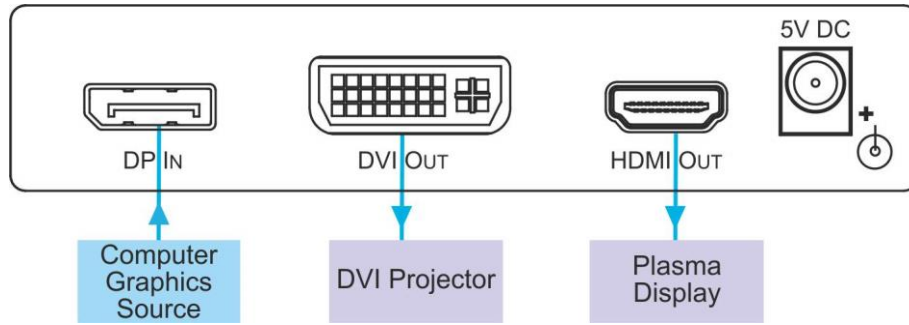 5V DC
+
DP IN
DVI OUT
HDMI OUT
Computer
Graphics
Source
DVI Projector
Plasma
Display